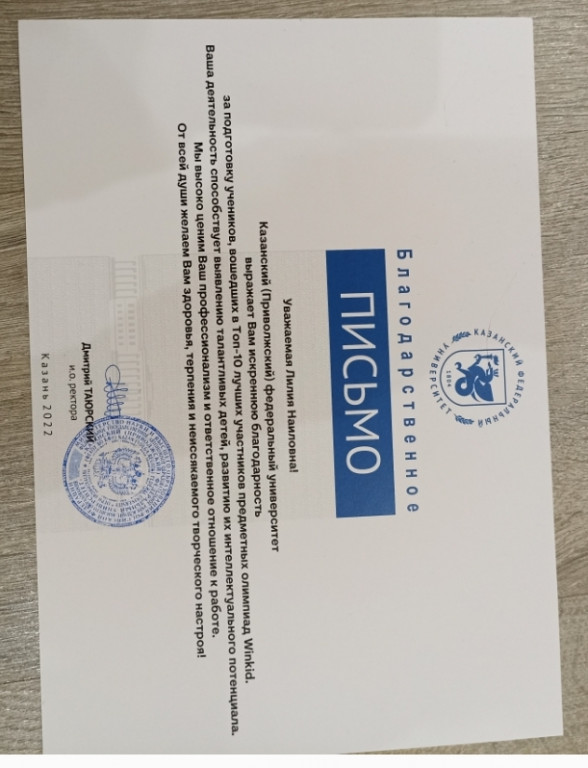 КАЗАНСКИЙ ФЕДЕРАЛЬНЫЙ УНИВЕРСИТЕТ
1804
Благодарственное
ПИСЬМО
Уважаемая Лилия Наиловна!
Казанский (Приволжский) федеральный университет
выражает Вам искреннюю благодарность
за подготовку учеников, вошедших в Топ-10 лучших участников предметных олимпиад Winkid.
Ваша деятельность способствует выявлению талантливых детей, развитию их интеллектуального потенциала.
Мы высоко ценим Ваш профессионализм и ответственное отношение к работе.
От всей души желаем Вам здоровья, терпения и неиссякаемого творческого настроя!
Дмитрий ТАЮРСКИЙ
и.о. ректора
Казань 2022